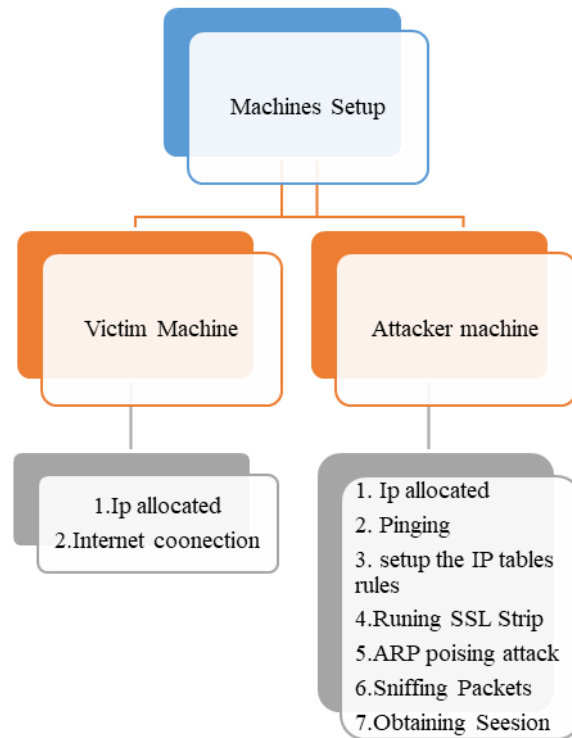 Machines Setup
Victim Machine
Attacker machine
1.Ip allocated
2.Internet coonection
1. Ip allocated
2. Pinging
3. setup the IP tables
rules
4.Runing SSL Strip
5.ARP poising attack
6.Sniffing Packets
7.Obtaining Seesion